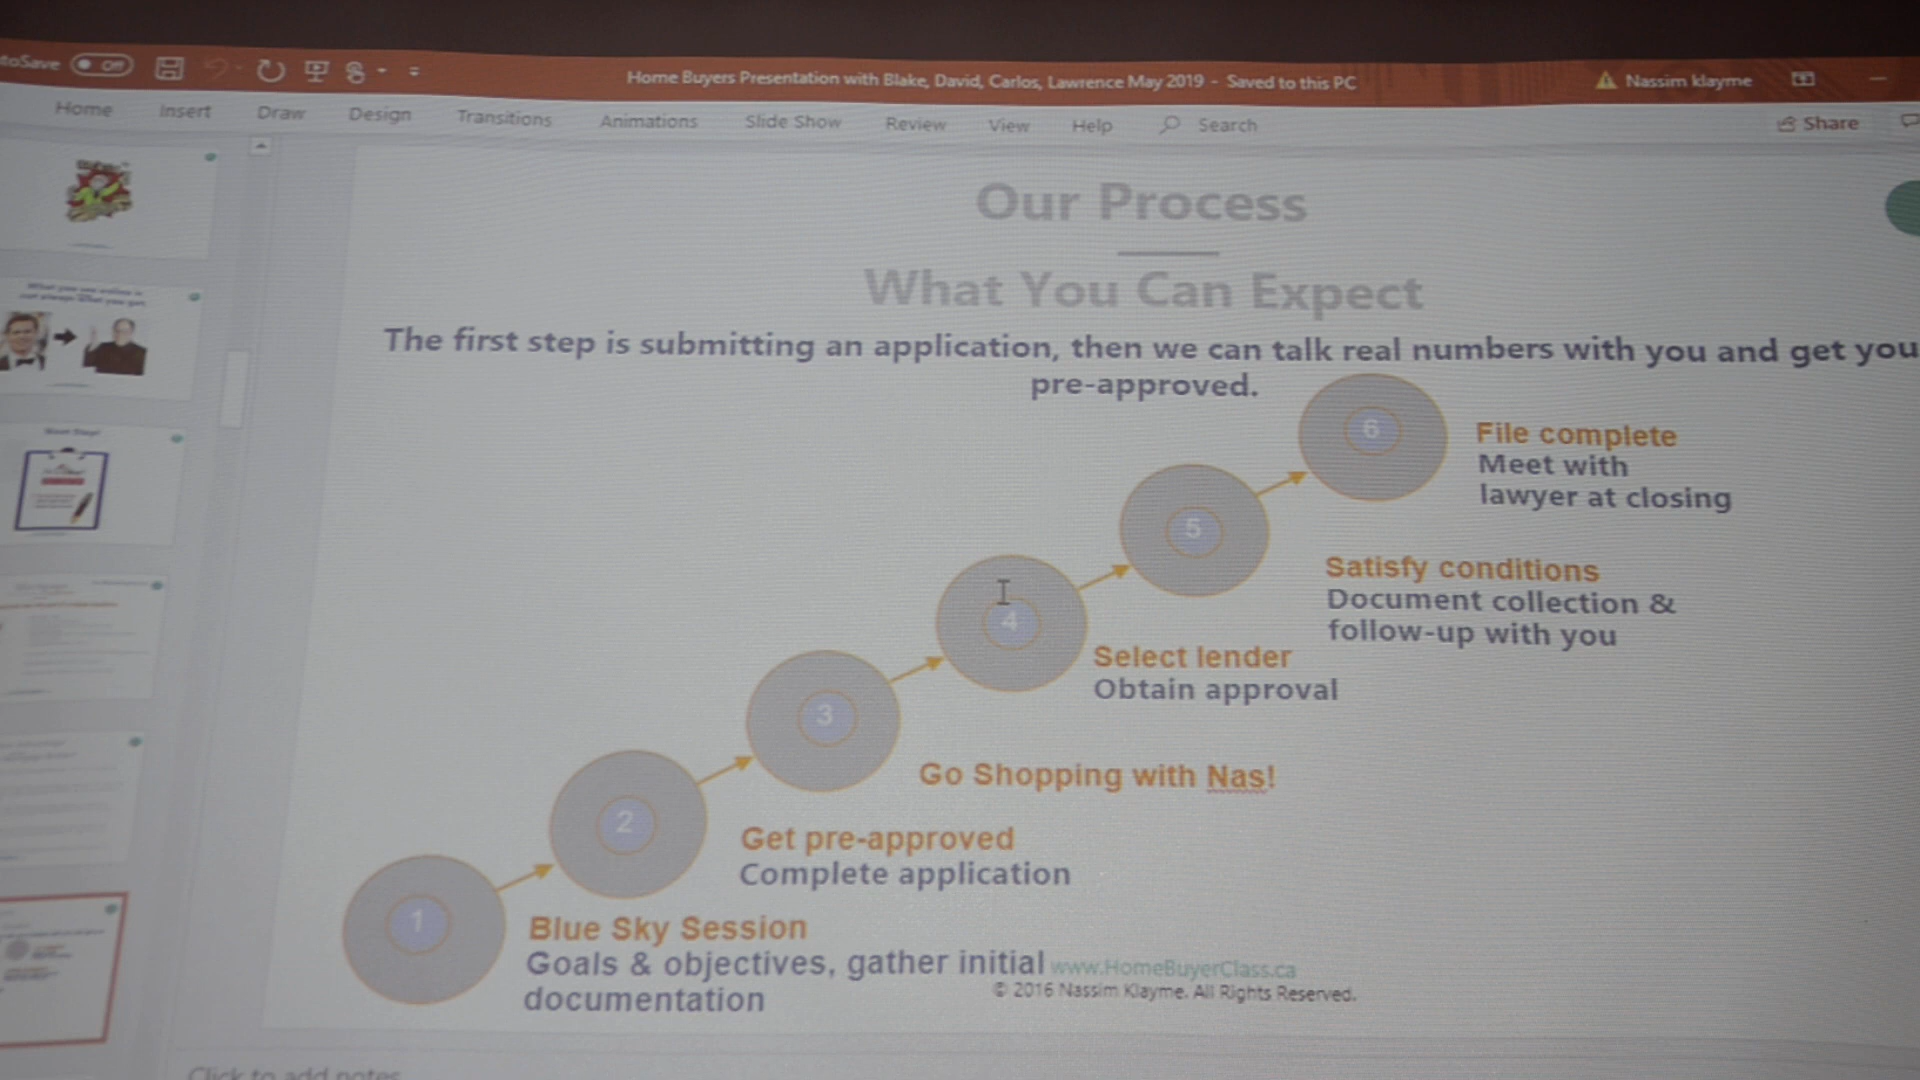 toSave Off
Home Buyers Presentation with Blake, David, Carlos, Lawrence May 2019 - Saved to this PC
Nassim klayme
Home Insert Draw Design Transitions Animations Slide Show Review View Help Search
Share
Our Process
What You Can Expect
The first step is submitting an application, then we can talk real numbers with you and get you
pre-approved.
6
File complete
Meet with
lawyer at closing
5
Satisfy conditions
Document collection &
follow-up with you
4
Select lender
Obtain approval
3
Go Shopping with Nas!
2
Get pre-approved
Complete application
1
Blue Sky Session
Goals & objectives, gather initial
documentation
www.HomeBuyerClass.ca
© 2016 Nassim Klayme. All Rights Reserved.
Click to add notes